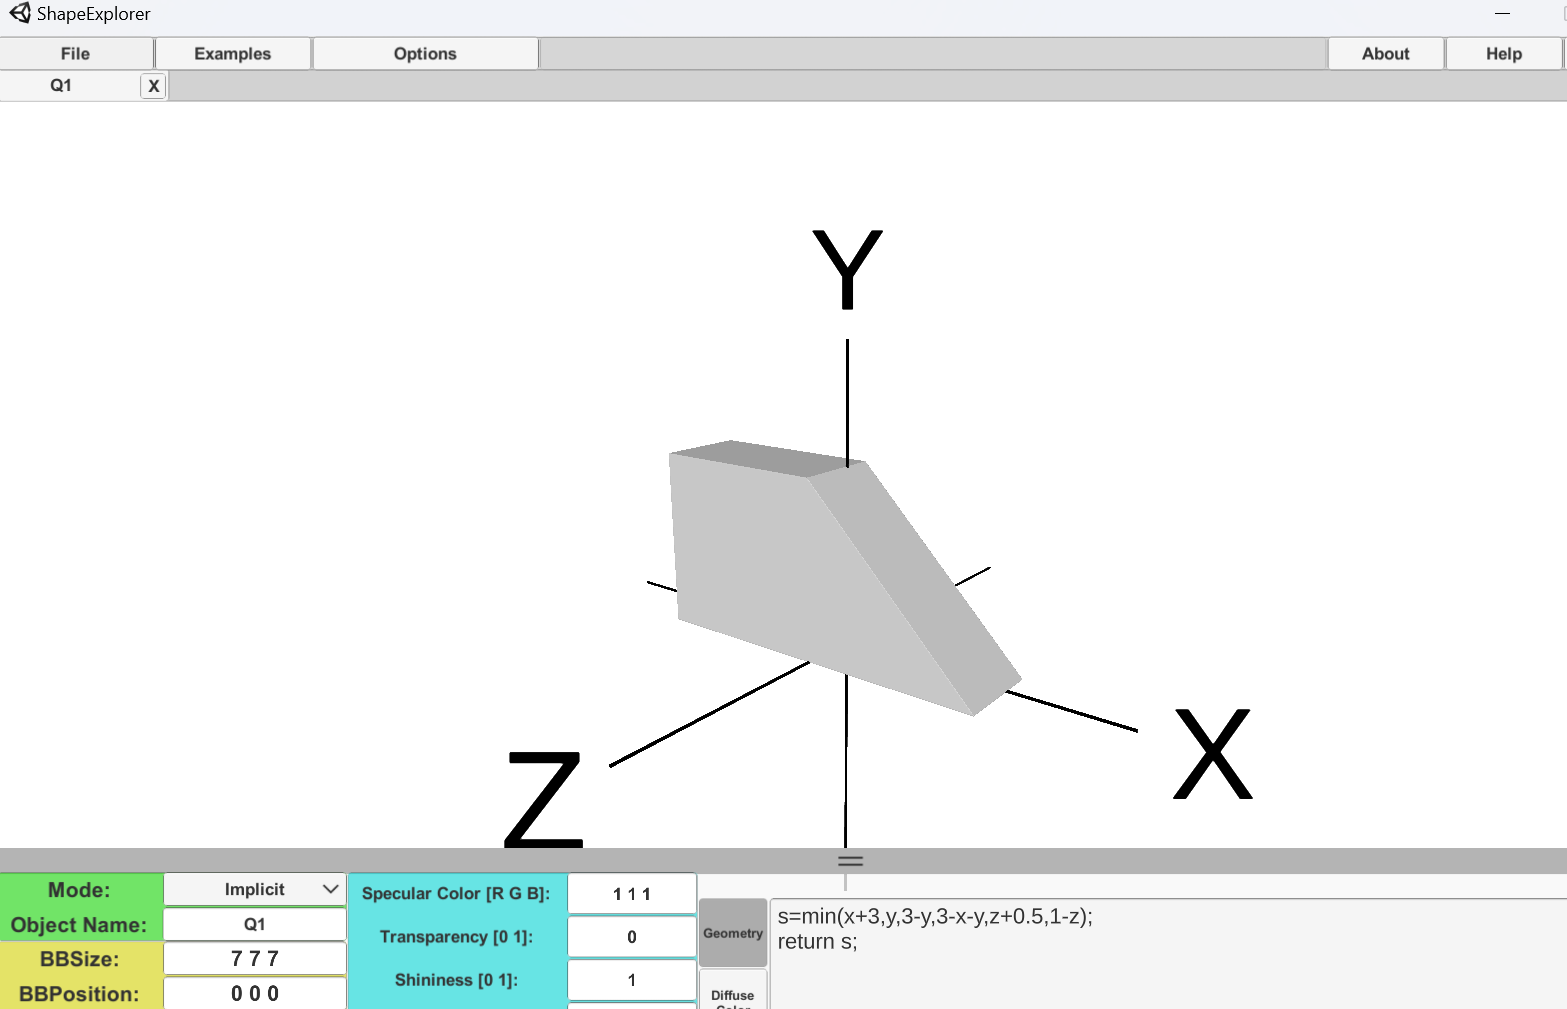 ShapeExplorer
File Examples Options About Help
Q1 X
Y
Z
X
Mode: Implicit
Object Name: Q1
BBSize: 7 7 7
BBPosition: 0 0 0
Specular Color [R G B]: 1 1 1
Transparency [0 1]: 0
Shininess [0 1]: 1
Geometry
Diffuse
Color
s=min(x+3,y,3-y,3-x-y,z+0.5,1-z);
return s;